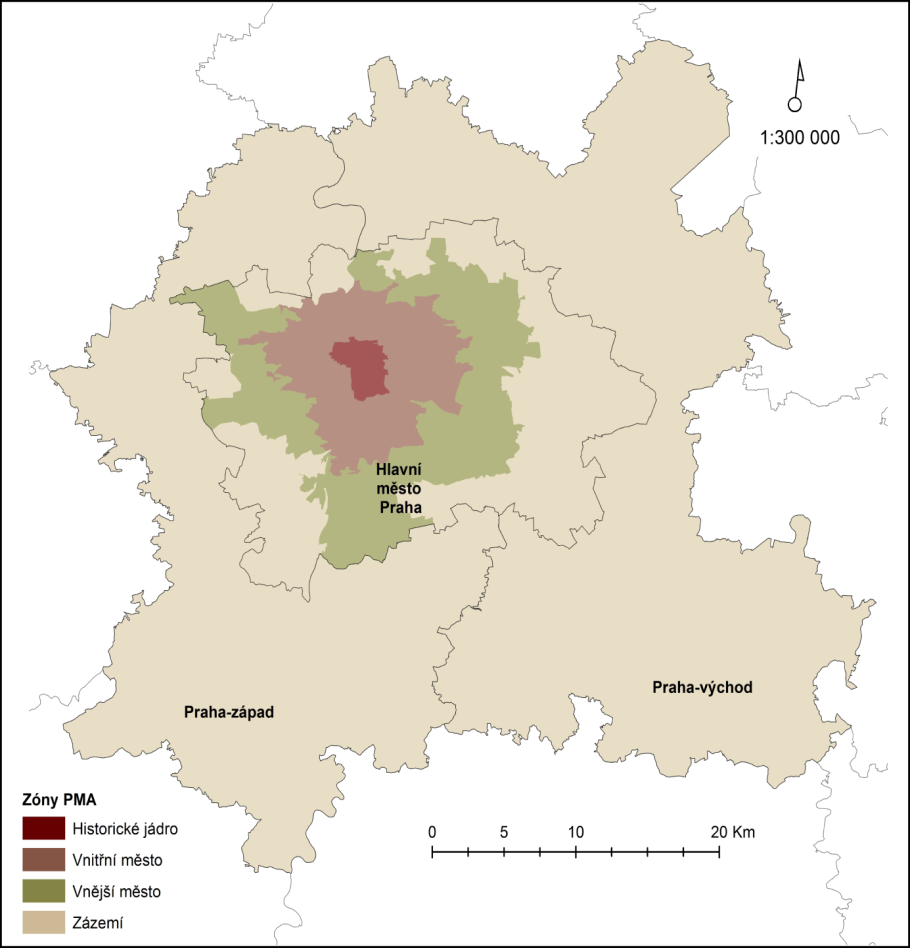 1:300 000
Hlavní
město
Praha
Praha-východ
Praha-západ
Zóny PMA
Historické jádro
Vnitřní město
Vnější město
Zázemí
0 5 10 20 Km